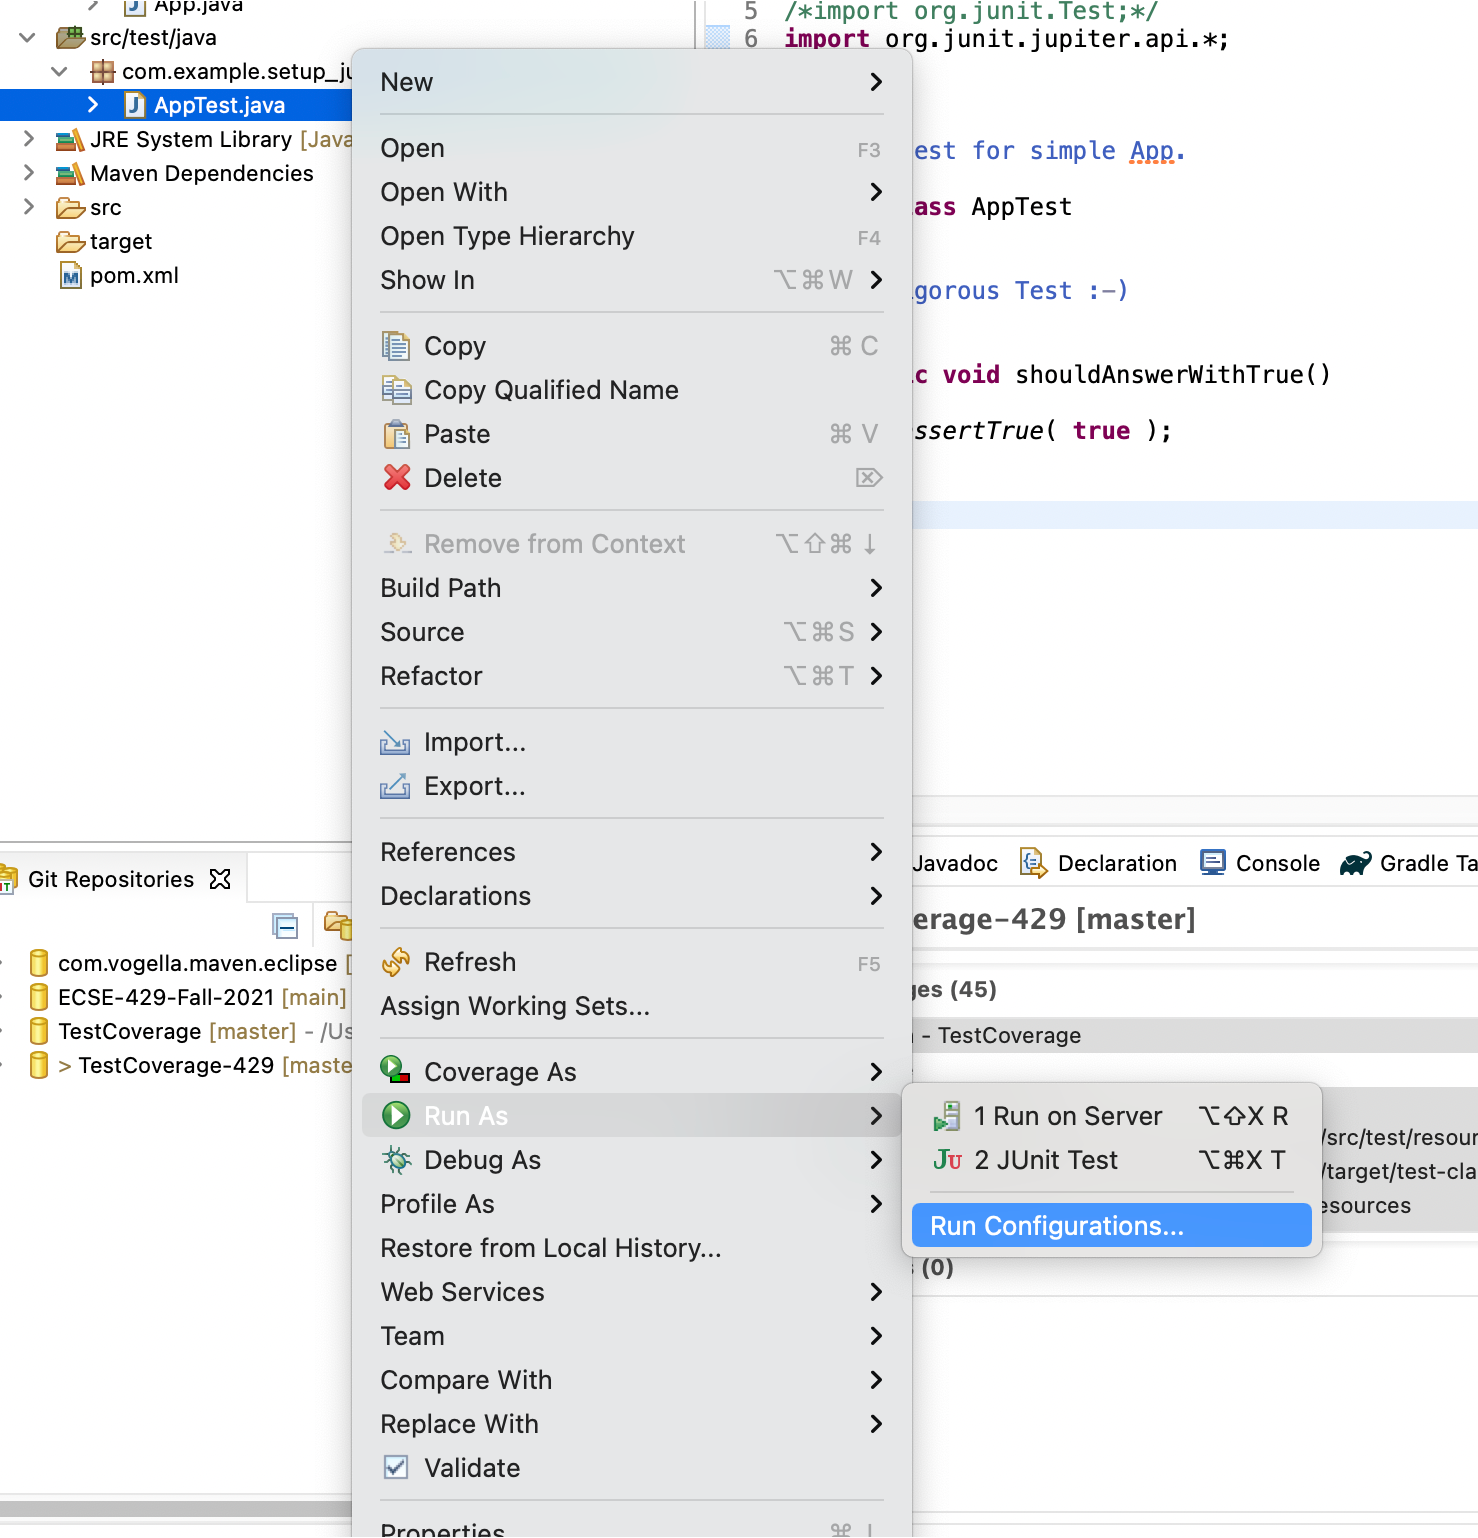 App.java
src/test/java
com.example.setup_ju
AppTest.java
JRE System Library [Java
Maven Dependencies
src
target
pom.xml
5 /*import org.junit.Test;*/
6 import org.junit.jupiter.api.*;
est for simple App.
ass AppTest
gorous Test :-)
c void shouldAnswerWithTrue()
ssertTrue( true );
New
Open F3
Open With
Open Type Hierarchy F4
Show In ⌥⌘W
Copy ⌘ C
Copy Qualified Name
Paste ⌘ V
Delete ⌦
Remove from Context ⌥⇧⌘ ↓
Build Path
Source ⌥⌘S
Refactor ⌥⌘T
Import...
Export...
References
Declarations
Refresh F5
Assign Working Sets...
Coverage As
Run As
Debug As
Profile As
Restore from Local History...
Web Services
Team
Compare With
Replace With
Validate
Properties ⌘ I
1 Run on Server ⌥⇧X R
2 JUnit Test ⌥⌘X T
Run Configurations...
Git Repositories
com.vogella.maven.eclipse [
ECSE-429-Fall-2021 [main]
TestCoverage [master] - /Us
> TestCoverage-429 [maste
Javadoc Declaration Console Gradle Ta
erage-429 [master]
ges (45)
- TestCoverage
/src/test/resour
/target/test-cla
esources
(0)